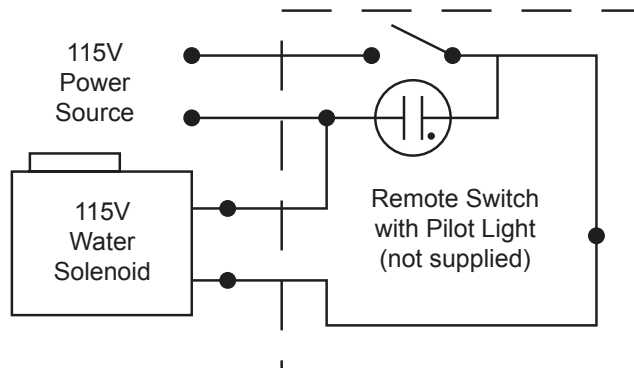 115V
Power
Source
115V
Water
Solenoid
Remote Switch
with Pilot Light
(not supplied)